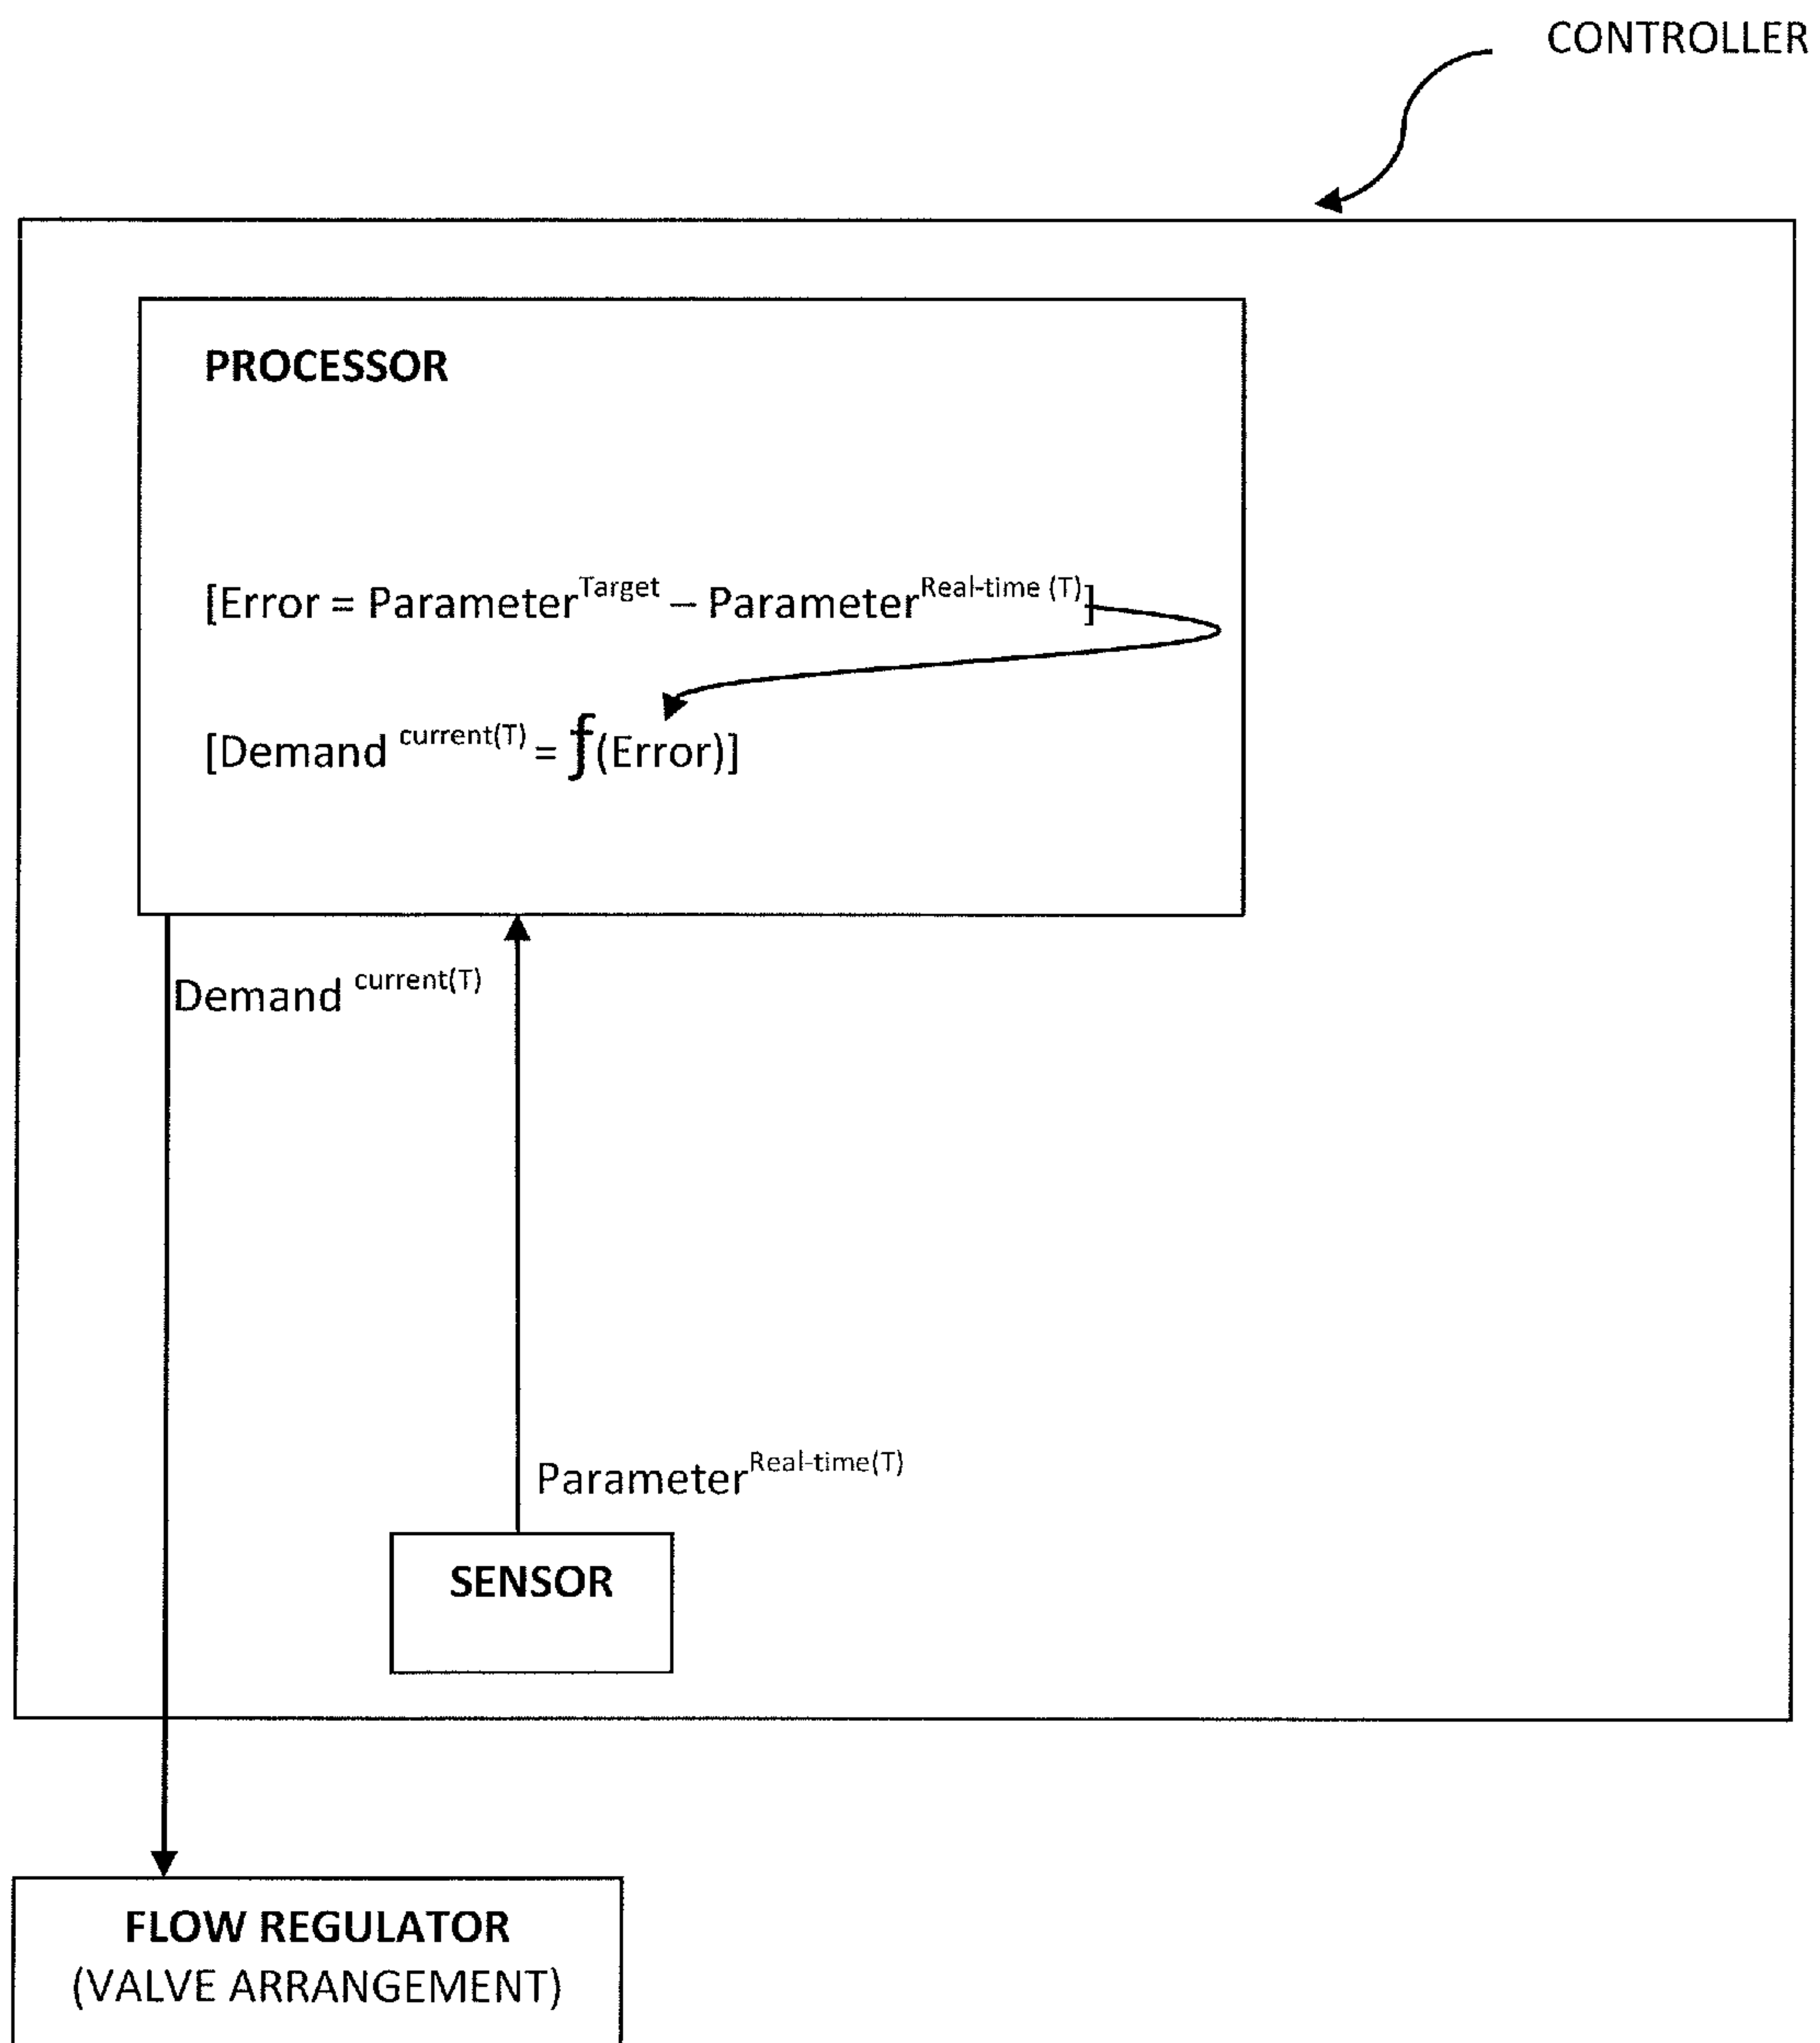 CONTROLLER
PROCESSOR
[Error = Parameter^Target – Parameter^Real-time (T)]
[Demand ^current(T) = ƒ(Error)]
Demand ^current(T)
Parameter^Real-time(T)
SENSOR
FLOW REGULATOR
(VALVE ARRANGEMENT)